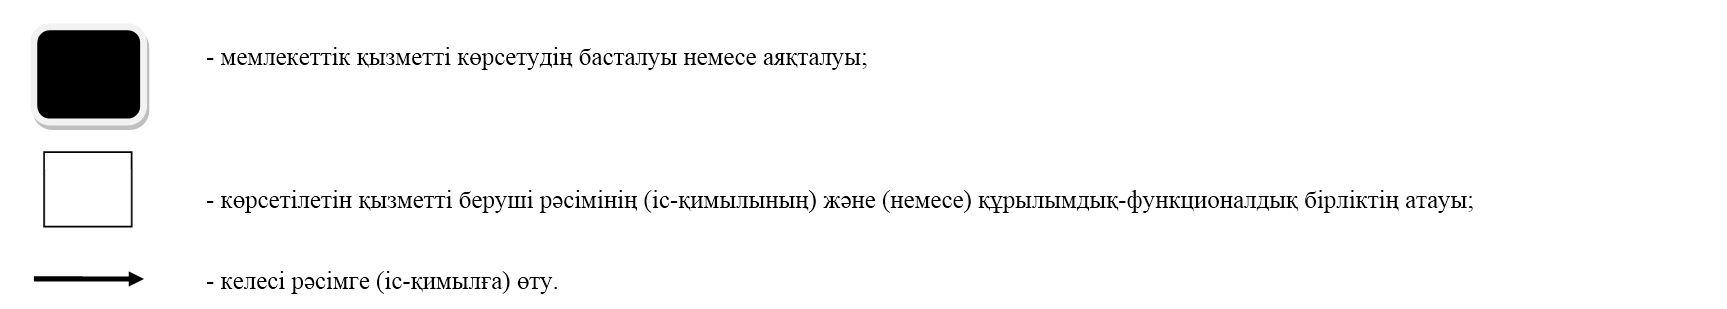 - мемлекеттік қызметті көрсетудің басталуы немесе аяқталуы;
- көрсетілетін қызметті беруші рәсімінің (іс-қимылының) және (немесе) құрылымдық-функционалдық бірліктің атауы;
- келесі рәсімге (іс-қимылға) өту.